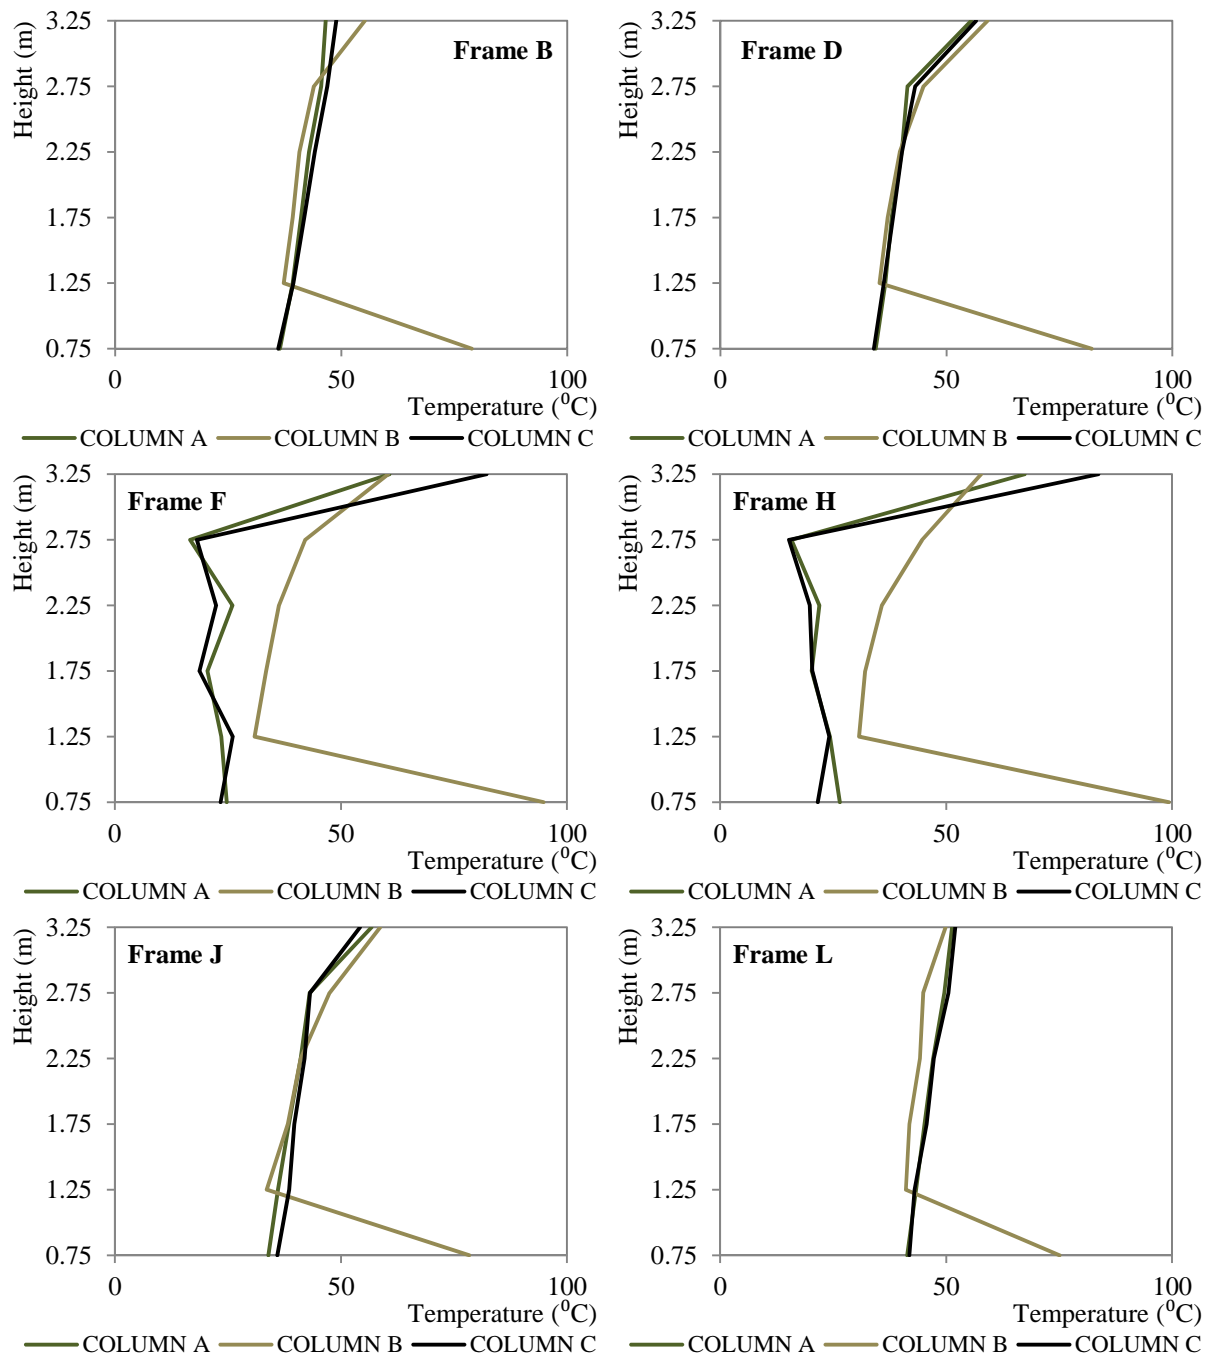 Height (m)
3.25
2.75
2.25
1.75
1.25
0.75
Frame B
0 50 100
Temperature (⁰C)
COLUMN A COLUMN B COLUMN C
Height (m)
3.25
2.75
2.25
1.75
1.25
0.75
Frame D
0 50 100
Temperature (⁰C)
COLUMN A COLUMN B COLUMN C
Height (m)
3.25
2.75
2.25
1.75
1.25
0.75
Frame F
0 50 100
Temperature (⁰C)
COLUMN A COLUMN B COLUMN C
Height (m)
3.25
2.75
2.25
1.75
1.25
0.75
Frame H
0 50 100
Temperature (⁰C)
COLUMN A COLUMN B COLUMN C
Height (m)
3.25
2.75
2.25
1.75
1.25
0.75
Frame J
0 50 100
Temperature (⁰C)
COLUMN A COLUMN B COLUMN C
Height (m)
3.25
2.75
2.25
1.75
1.25
0.75
Frame L
0 50 100
Temperature (⁰C)
COLUMN A COLUMN B COLUMN C